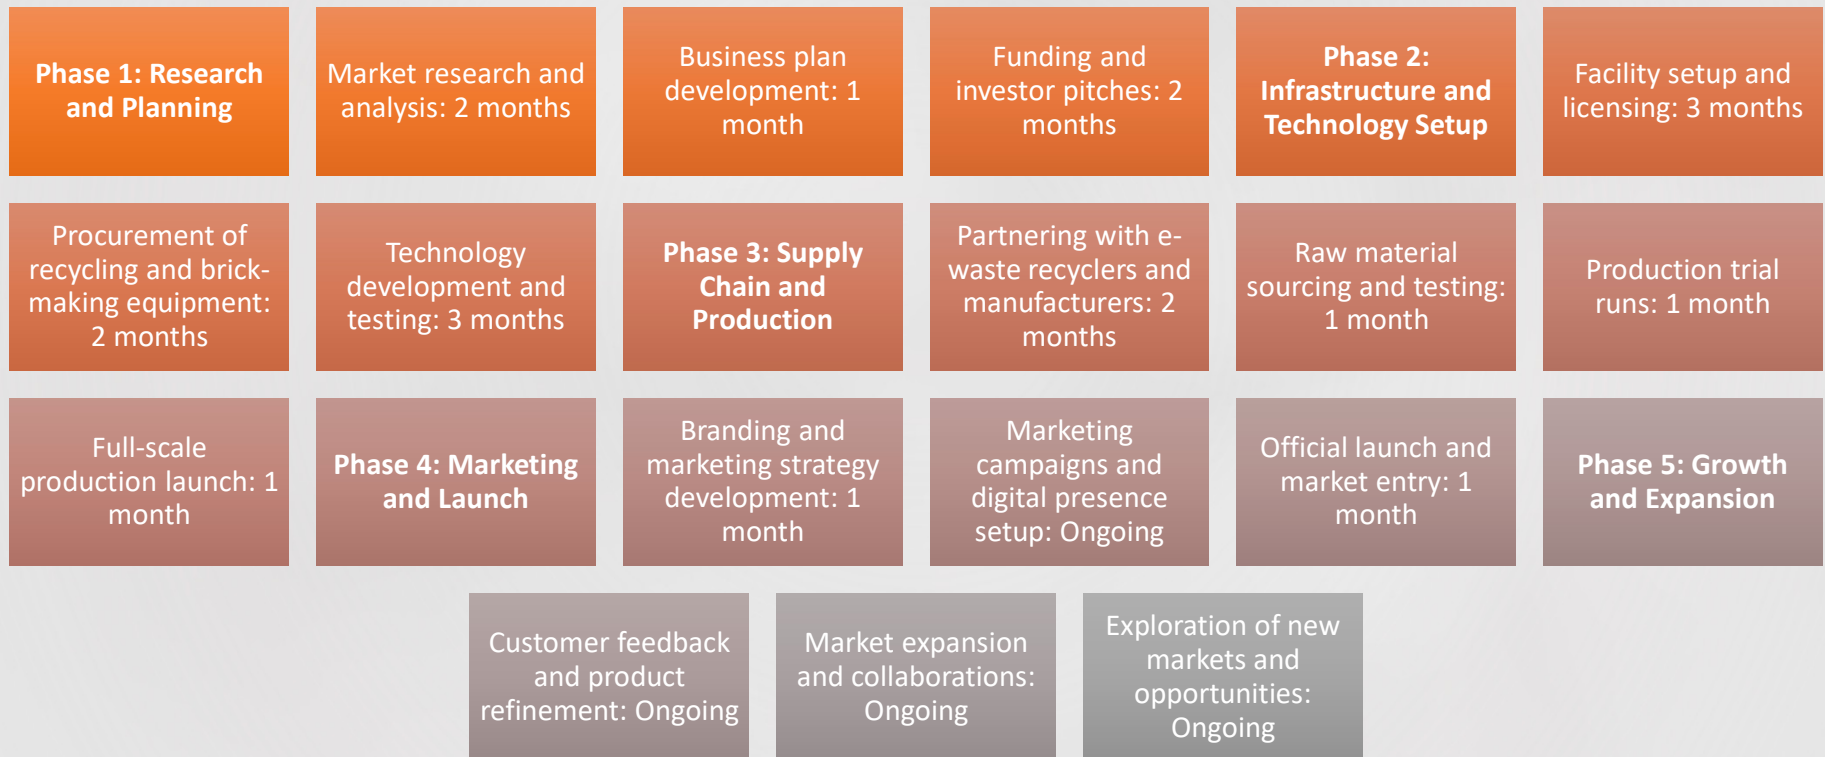 Phase 1: Research
and Planning
Market research and
analysis: 2 months
Business plan
development: 1
month
Funding and
investor pitches: 2
months
Phase 2:
Infrastructure and
Technology Setup
Facility setup and
licensing: 3 months
Procurement of
recycling and brick-
making equipment:
2 months
Technology
development and
testing: 3 months
Phase 3: Supply
Chain and
Production
Partnering with e-
waste recyclers and
manufacturers: 2
months
Raw material
sourcing and testing:
1 month
Production trial
runs: 1 month
Full-scale
production launch: 1
month
Phase 4: Marketing
and Launch
Branding and
marketing strategy
development: 1
month
Marketing
campaigns and
digital presence
setup: Ongoing
Official launch and
market entry: 1
month
Phase 5: Growth
and Expansion
Customer feedback
and product
refinement: Ongoing
Market expansion
and collaborations:
Ongoing
Exploration of new
markets and
opportunities:
Ongoing